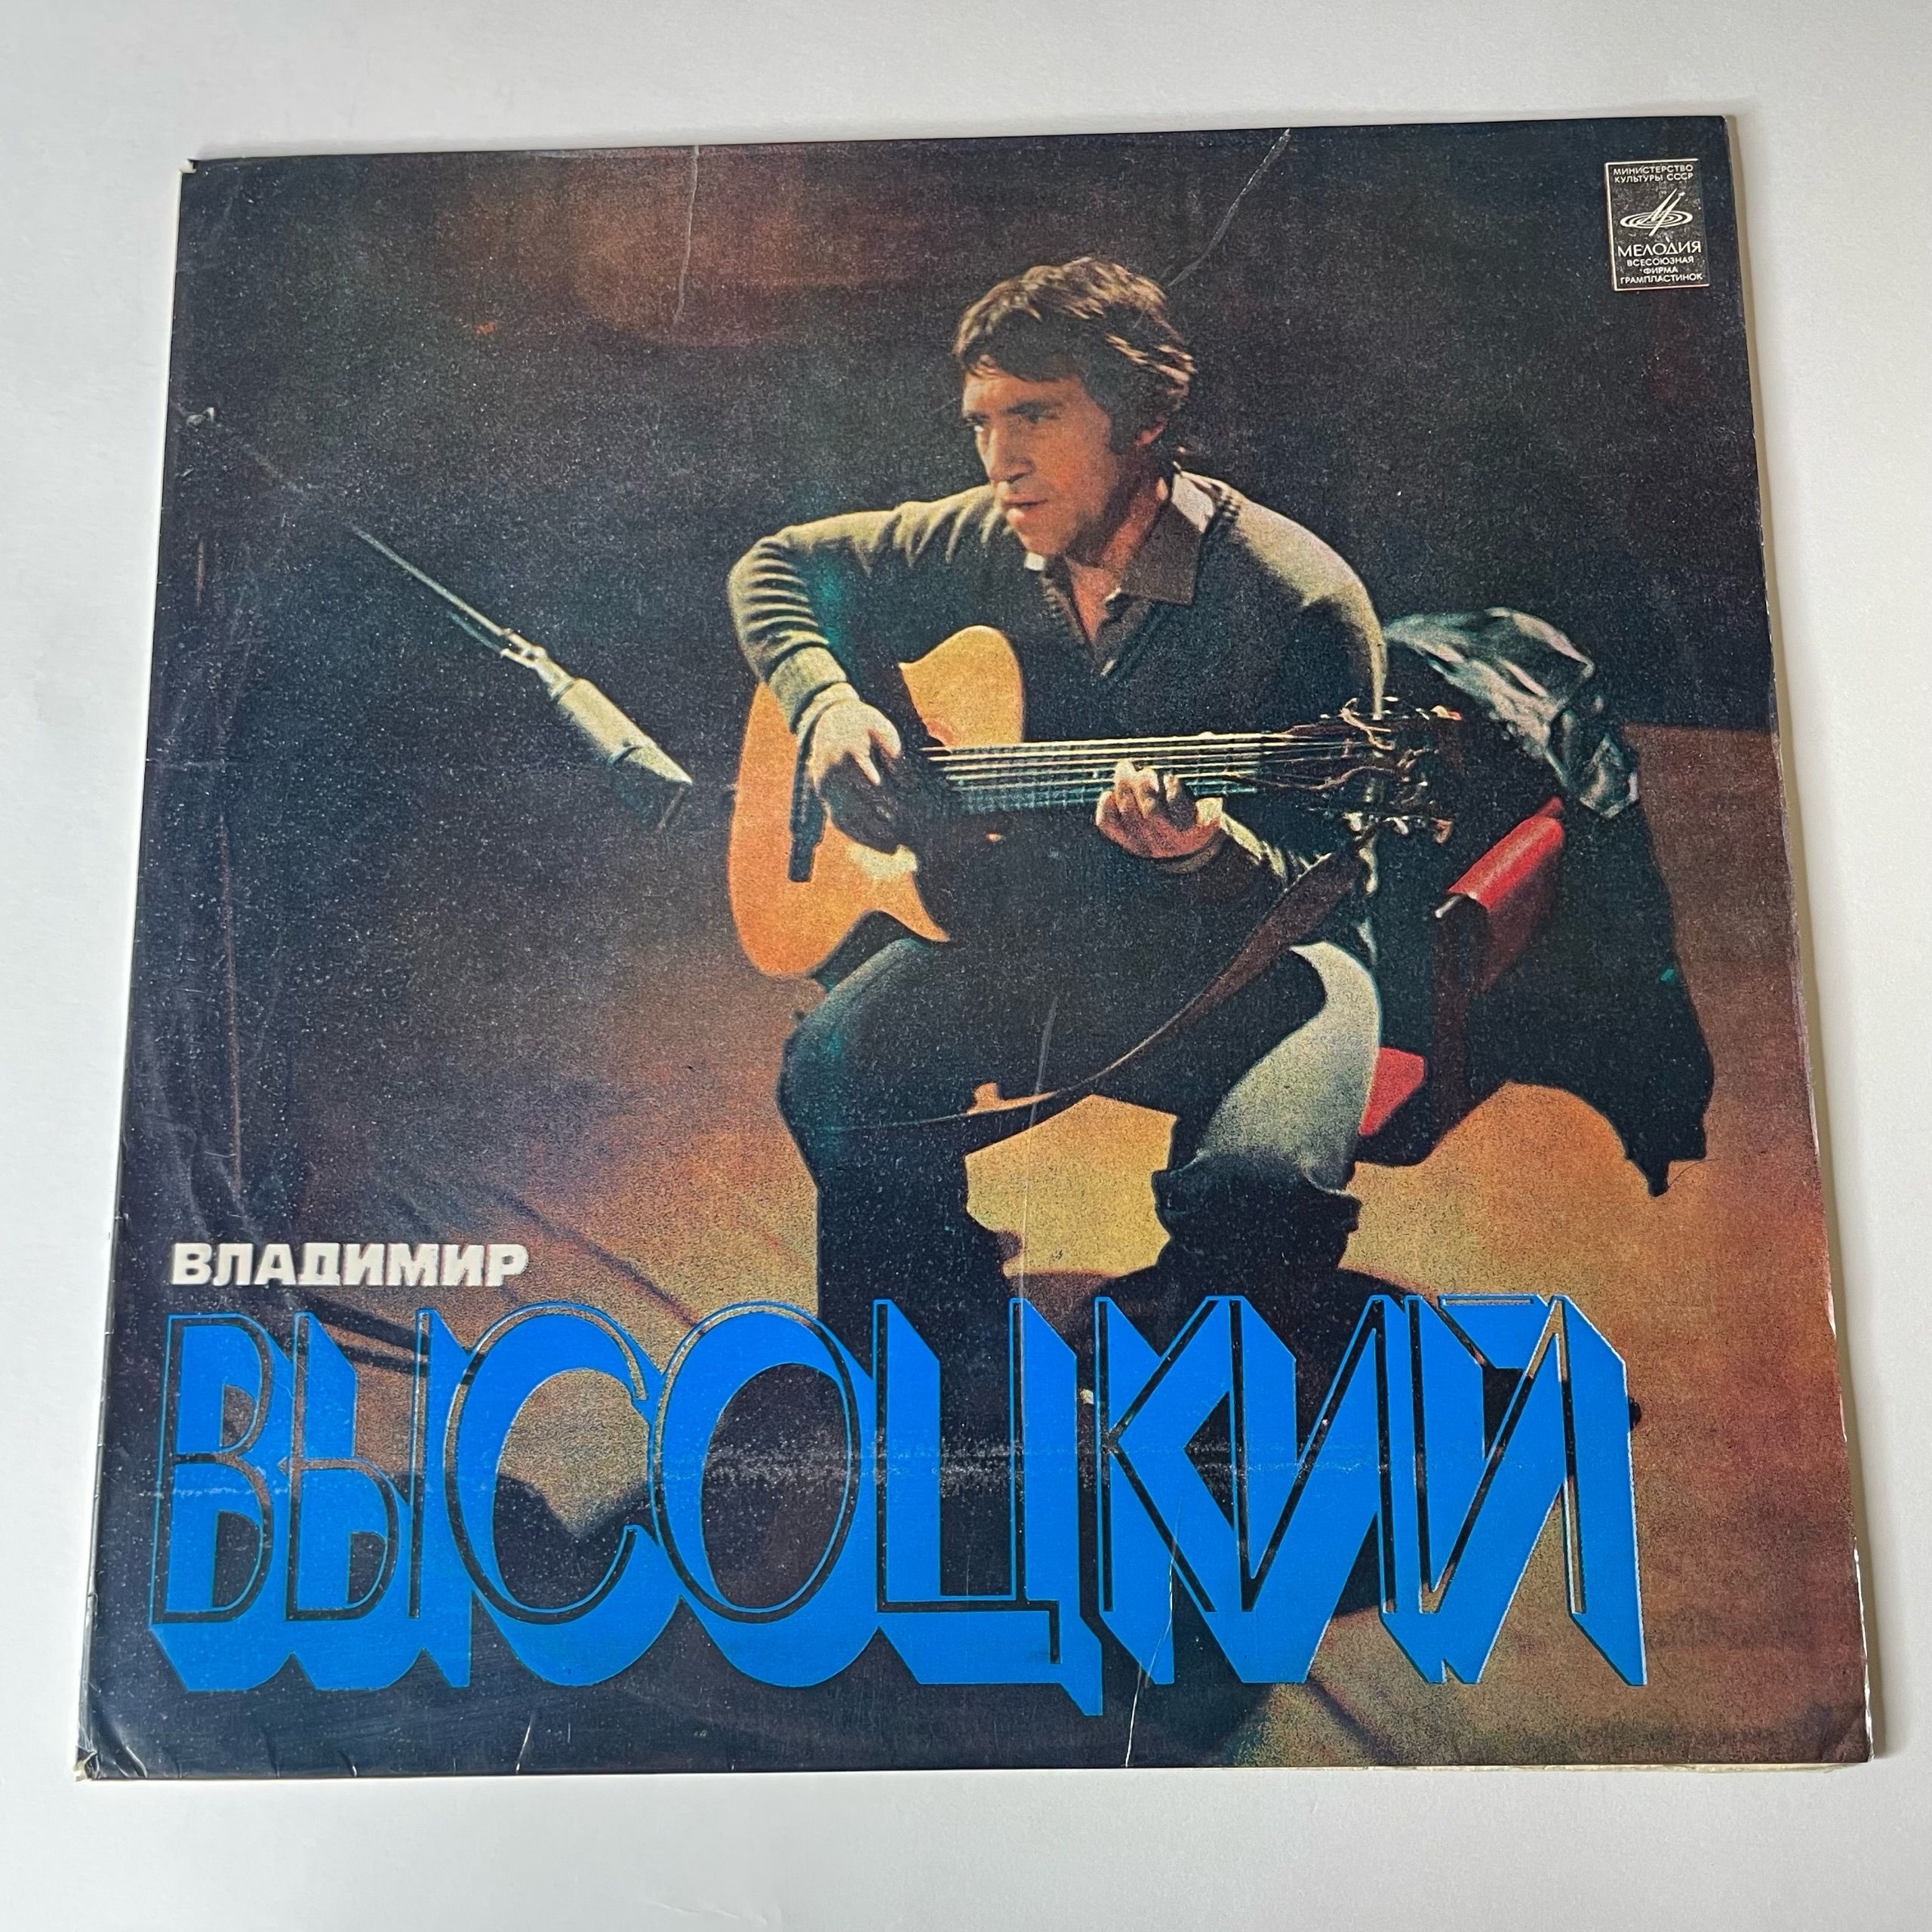 МИНИСТЕРСТВО
КУЛЬТУРЫ СССР
МЕЛОДИЯ
ВСЕСОЮЗНАЯ
ФИРМА
ГРАМПЛАСТИНОК
ВЛАДИМИР
ВЫСОЦКИЙ